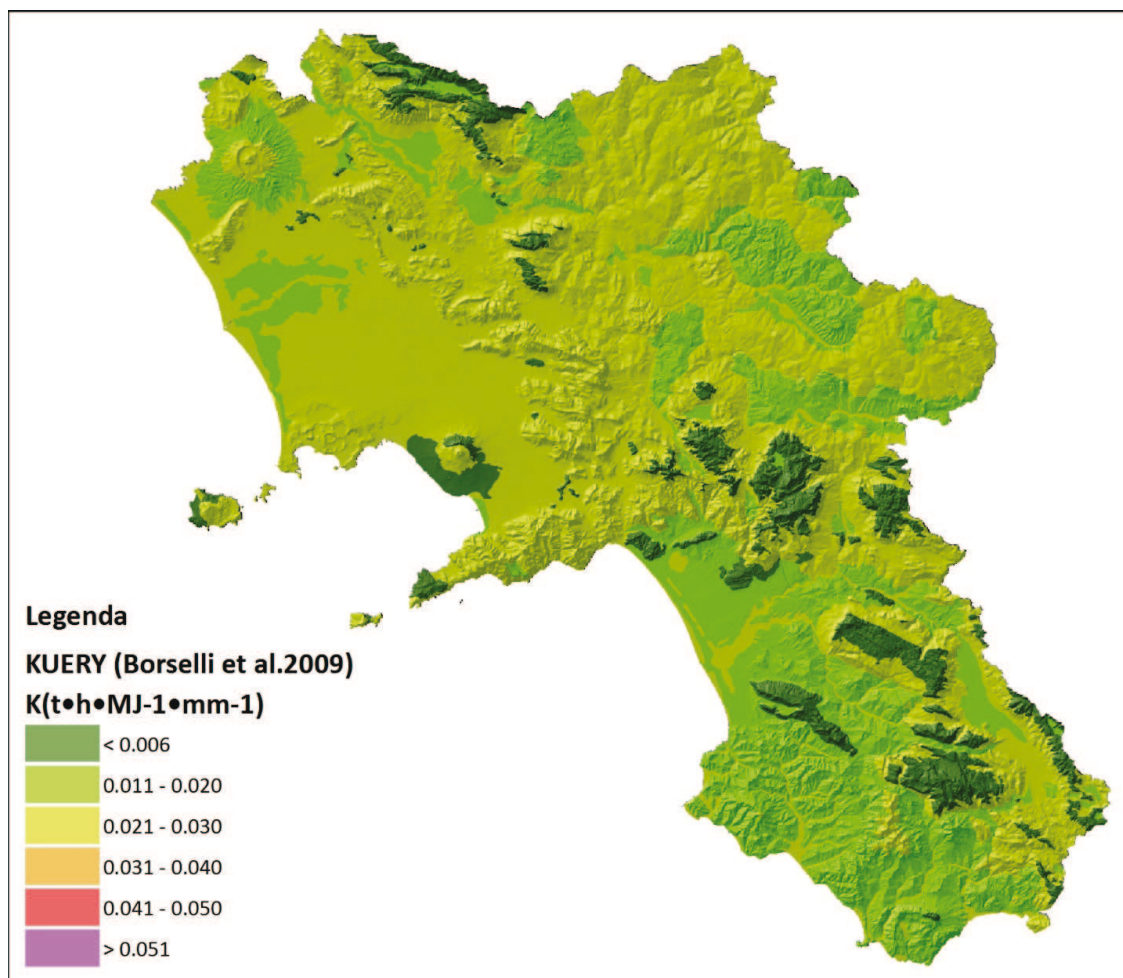 Legenda
KUERY (Borselli et al.2009)
K(t•h•MJ-1•mm-1)
< 0.006
0.011 - 0.020
0.021 - 0.030
0.031 - 0.040
0.041 - 0.050
> 0.051